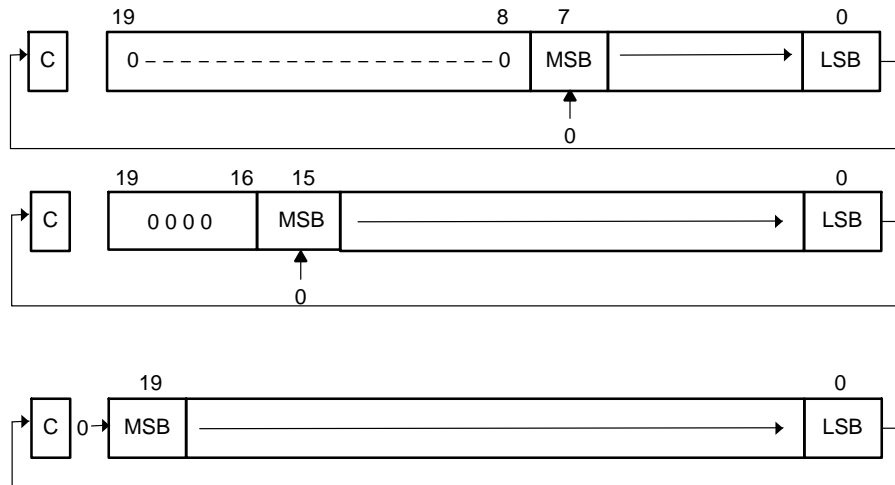 19 8 7 0
C 0 – – – – – – – – – – – – – – – – – – – 0 MSB LSB
0
19 16 15 0
C 0 0 0 0 MSB LSB
0
19 0
C 0 MSB LSB